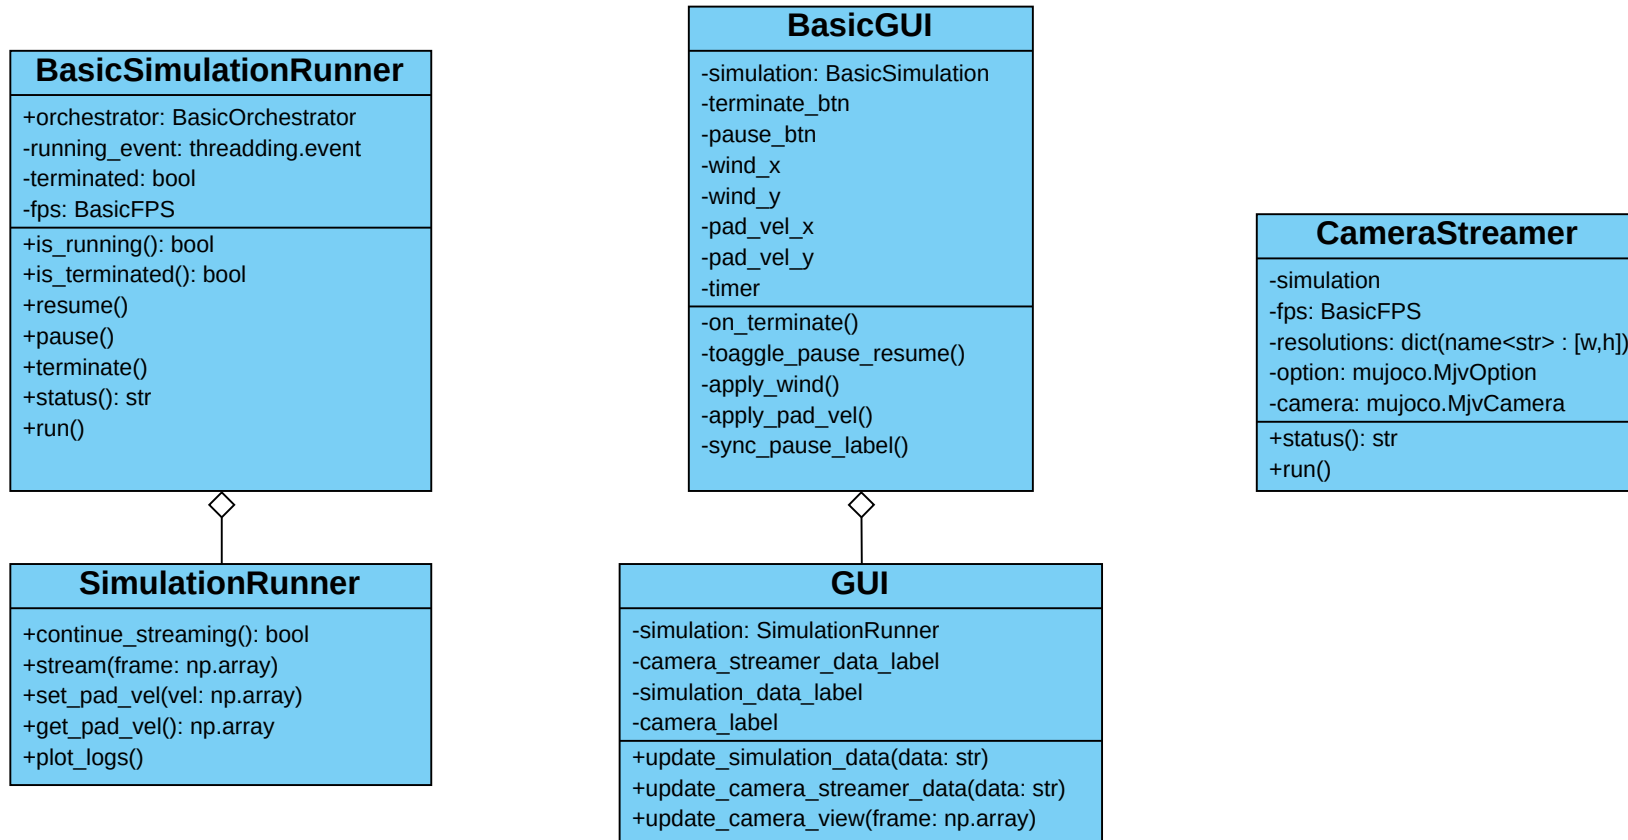 BasicSimulationRunner
+orchestrator: BasicOrchestrator
-running_event: threadding.event
-terminated: bool
-fps: BasicFPS
+is_running(): bool
+is_terminated(): bool
+resume()
+pause()
+terminate()
+status(): str
+run()
SimulationRunner
+continue_streaming(): bool
+stream(frame: np.array)
+set_pad_vel(vel: np.array)
+get_pad_vel(): np.array
+plot_logs()
BasicGUI
-simulation: BasicSimulation
-terminate_btn
-pause_btn
-wind_x
-wind_y
-pad_vel_x
-pad_vel_y
-timer
-on_terminate()
-toaggle_pause_resume()
-apply_wind()
-apply_pad_vel()
-sync_pause_label()
GUI
-simulation: SimulationRunner
-camera_streamer_data_label
-simulation_data_label
-camera_label
+update_simulation_data(data: str)
+update_camera_streamer_data(data: str)
+update_camera_view(frame: np.array)
CameraStreamer
-simulation
-fps: BasicFPS
-resolutions: dict(name<str> : [w,h])
-option: mujoco.MjvOption
-camera: mujoco.MjvCamera
+status(): str
+run()